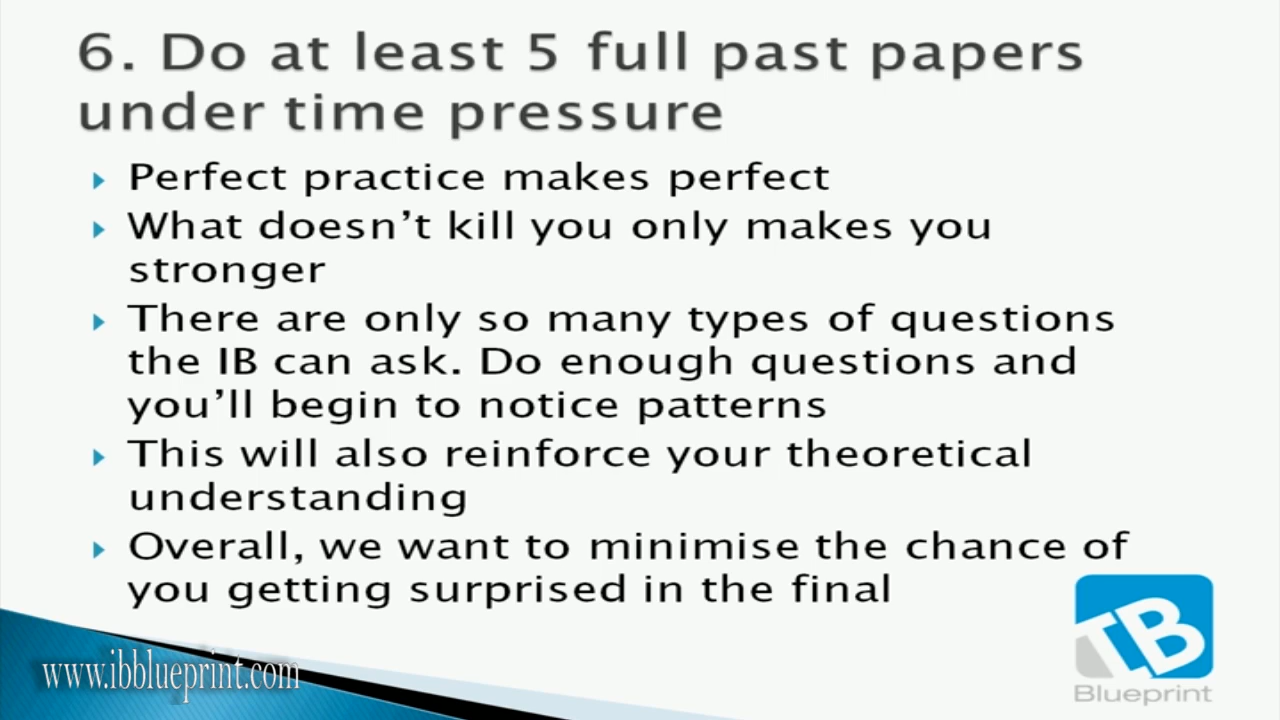 6. Do at least 5 full past papers
under time pressure
Perfect practice makes perfect
What doesn’t kill you only makes you
stronger
There are only so many types of questions
the IB can ask. Do enough questions and
you’ll begin to notice patterns
This will also reinforce your theoretical
understanding
Overall, we want to minimise the chance of
you getting surprised in the final
www.ibblueprint.com
IB
Blueprint